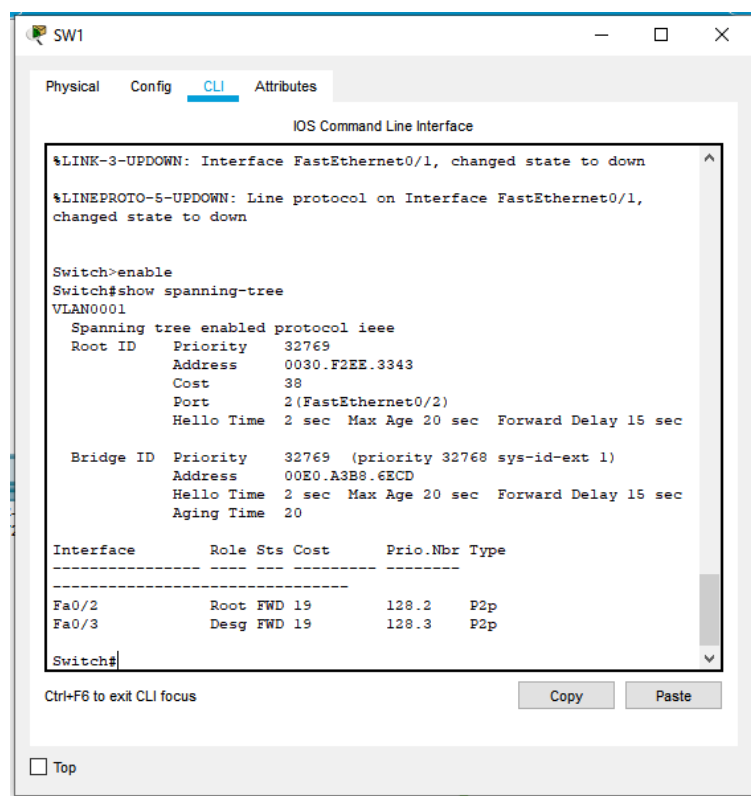 SW1
Physical Config CLI Attributes
IOS Command Line Interface
%LINK-3-UPDOWN: Interface FastEthernet0/1, changed state to down
%LINEPROTO-5-UPDOWN: Line protocol on Interface FastEthernet0/1,
changed state to down
Switch>enable
Switch#show spanning-tree
VLAN0001
  Spanning tree enabled protocol ieee
  Root ID    Priority    32769
             Address     0030.F2EE.3343
             Cost        38
             Port        2(FastEthernet0/2)
             Hello Time  2 sec  Max Age 20 sec  Forward Delay 15 sec
  Bridge ID  Priority    32769  (priority 32768 sys-id-ext 1)
             Address     00E0.A3B8.6ECD
             Hello Time  2 sec  Max Age 20 sec  Forward Delay 15 sec
             Aging Time  20
Interface        Role Sts Cost      Prio.Nbr Type
---------------- ---- --- --------- --------
--------------------------------
Fa0/2            Root FWD 19        128.2    P2p
Fa0/3            Desg FWD 19        128.3    P2p
Switch#
Ctrl+F6 to exit CLI focus Copy Paste
Top